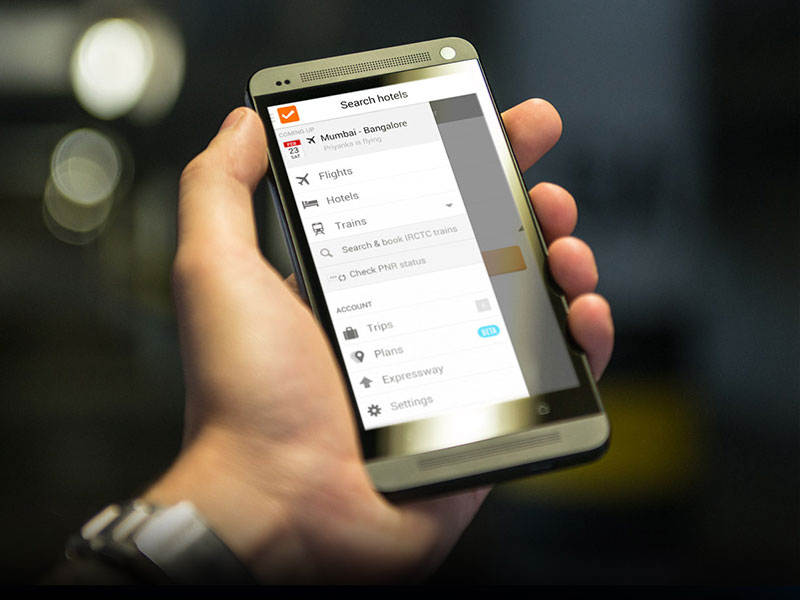 Search hotels
COMING UP
FEB
23
SAT
Mumbai - Bangalore
Priyanka is flying
Flights
Hotels
Trains
Search & book IRCTC trains
Check PNR status
ACCOUNT
Trips
1
Plans
BETA
Expressway
Settings